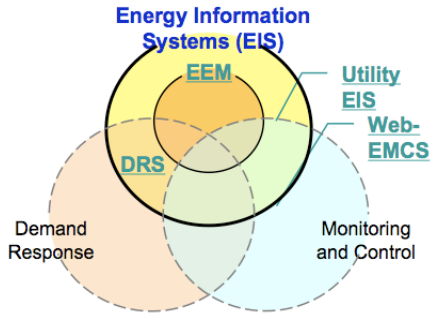 Energy Information
Systems (EIS)
EEM
Utility
EIS
Web-
EMCS
DRS
Demand
Response
Monitoring
and Control